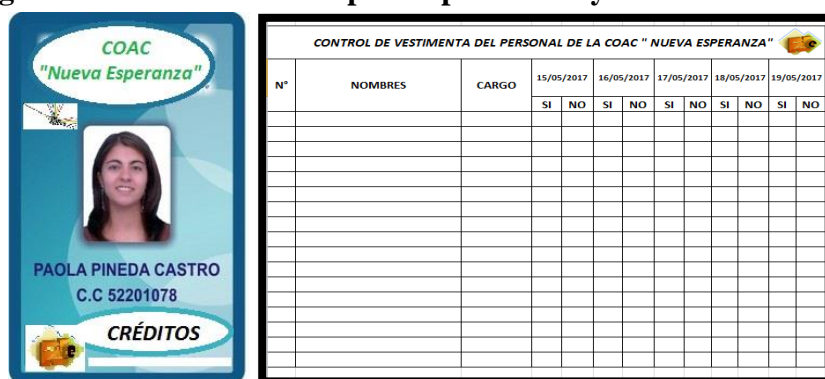 COAC
"Nueva Esperanza"
PAOLA PINEDA CASTRO
C.C 52201078
CRÉDITOS
CONTROL DE VESTIMENTA DEL PERSONAL DE LA COAC " NUEVA ESPERANZA"
N° NOMBRES CARGO 15/05/2017 16/05/2017 17/05/2017 18/05/2017 19/05/2017
SI NO SI NO SI NO SI NO SI NO